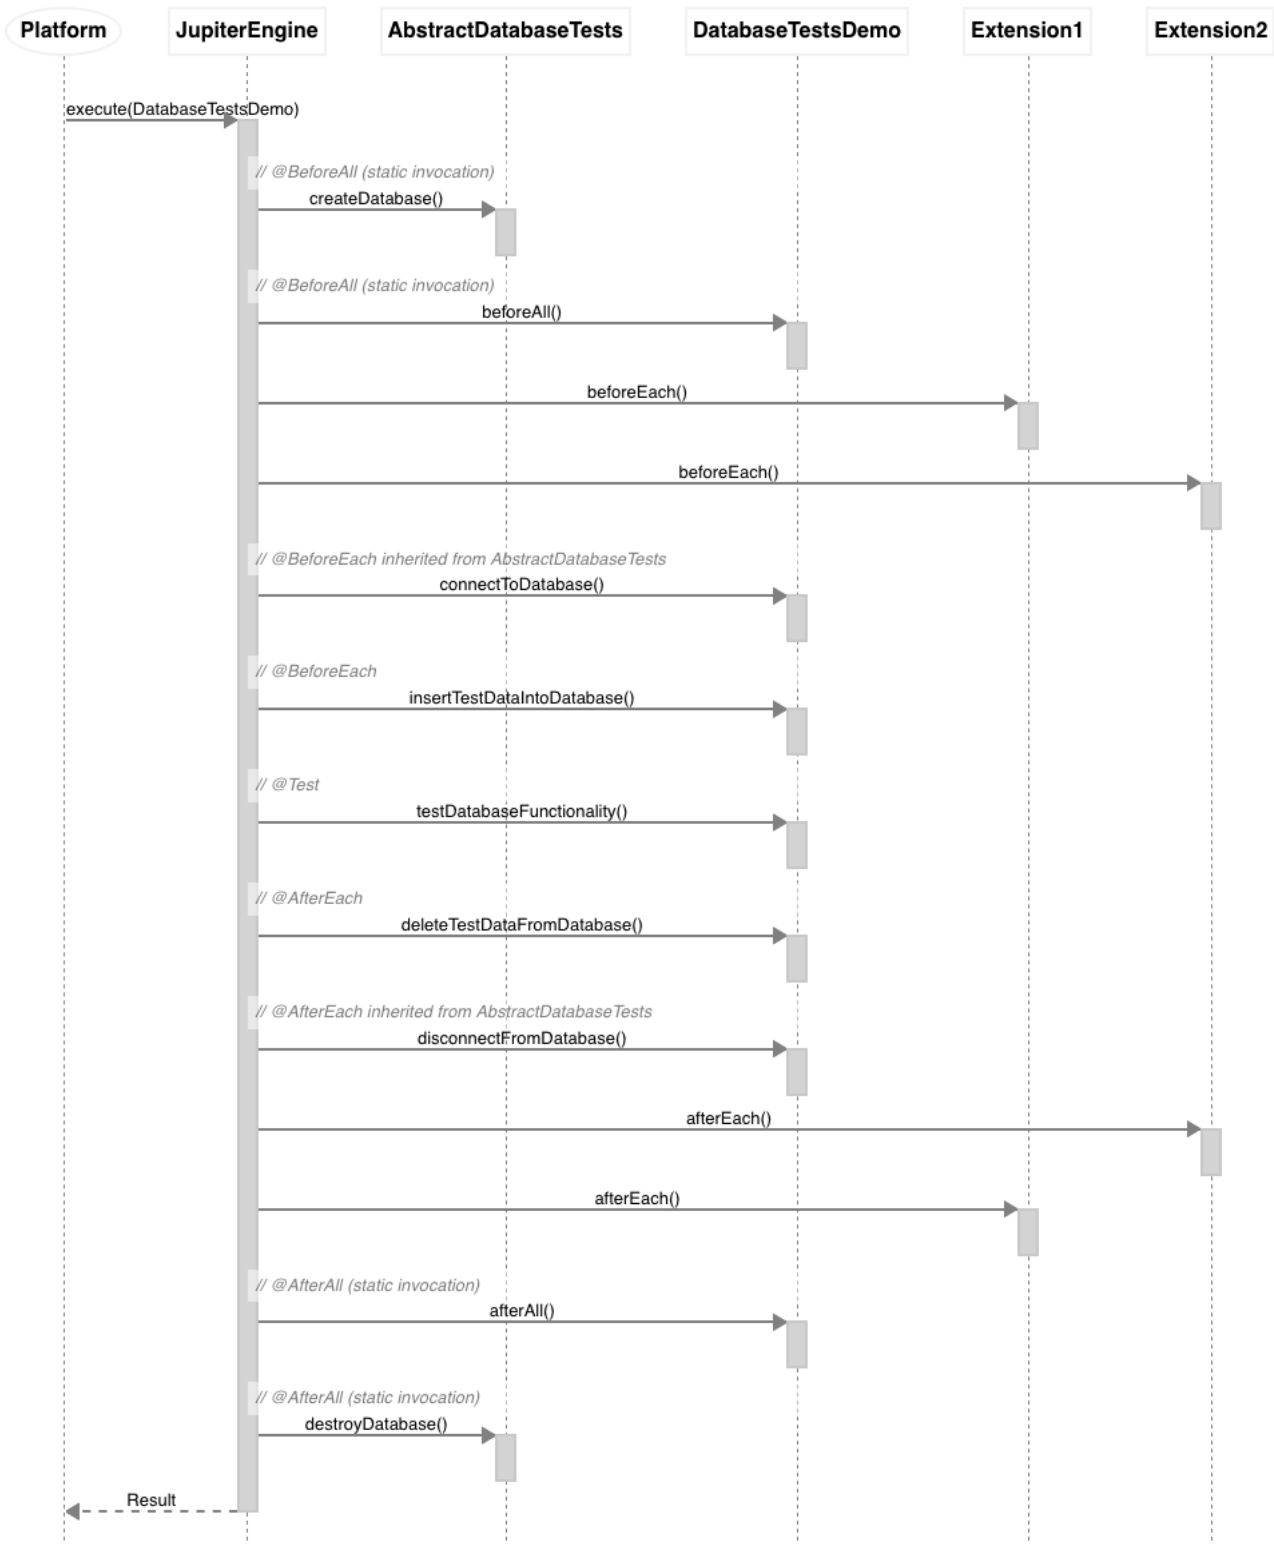 Platform JupiterEngine AbstractDatabaseTests DatabaseTestsDemo Extension1 Extension2
execute(DatabaseTestsDemo)
// @BeforeAll (static invocation)
createDatabase()
// @BeforeAll (static invocation)
beforeAll()
beforeEach()
beforeEach()
// @BeforeEach inherited from AbstractDatabaseTests
connectToDatabase()
// @BeforeEach
insertTestDataIntoDatabase()
// @Test
testDatabaseFunctionality()
// @AfterEach
deleteTestDataFromDatabase()
// @AfterEach inherited from AbstractDatabaseTests
disconnectFromDatabase()
afterEach()
afterEach()
// @AfterAll (static invocation)
afterAll()
// @AfterAll (static invocation)
destroyDatabase()
Result